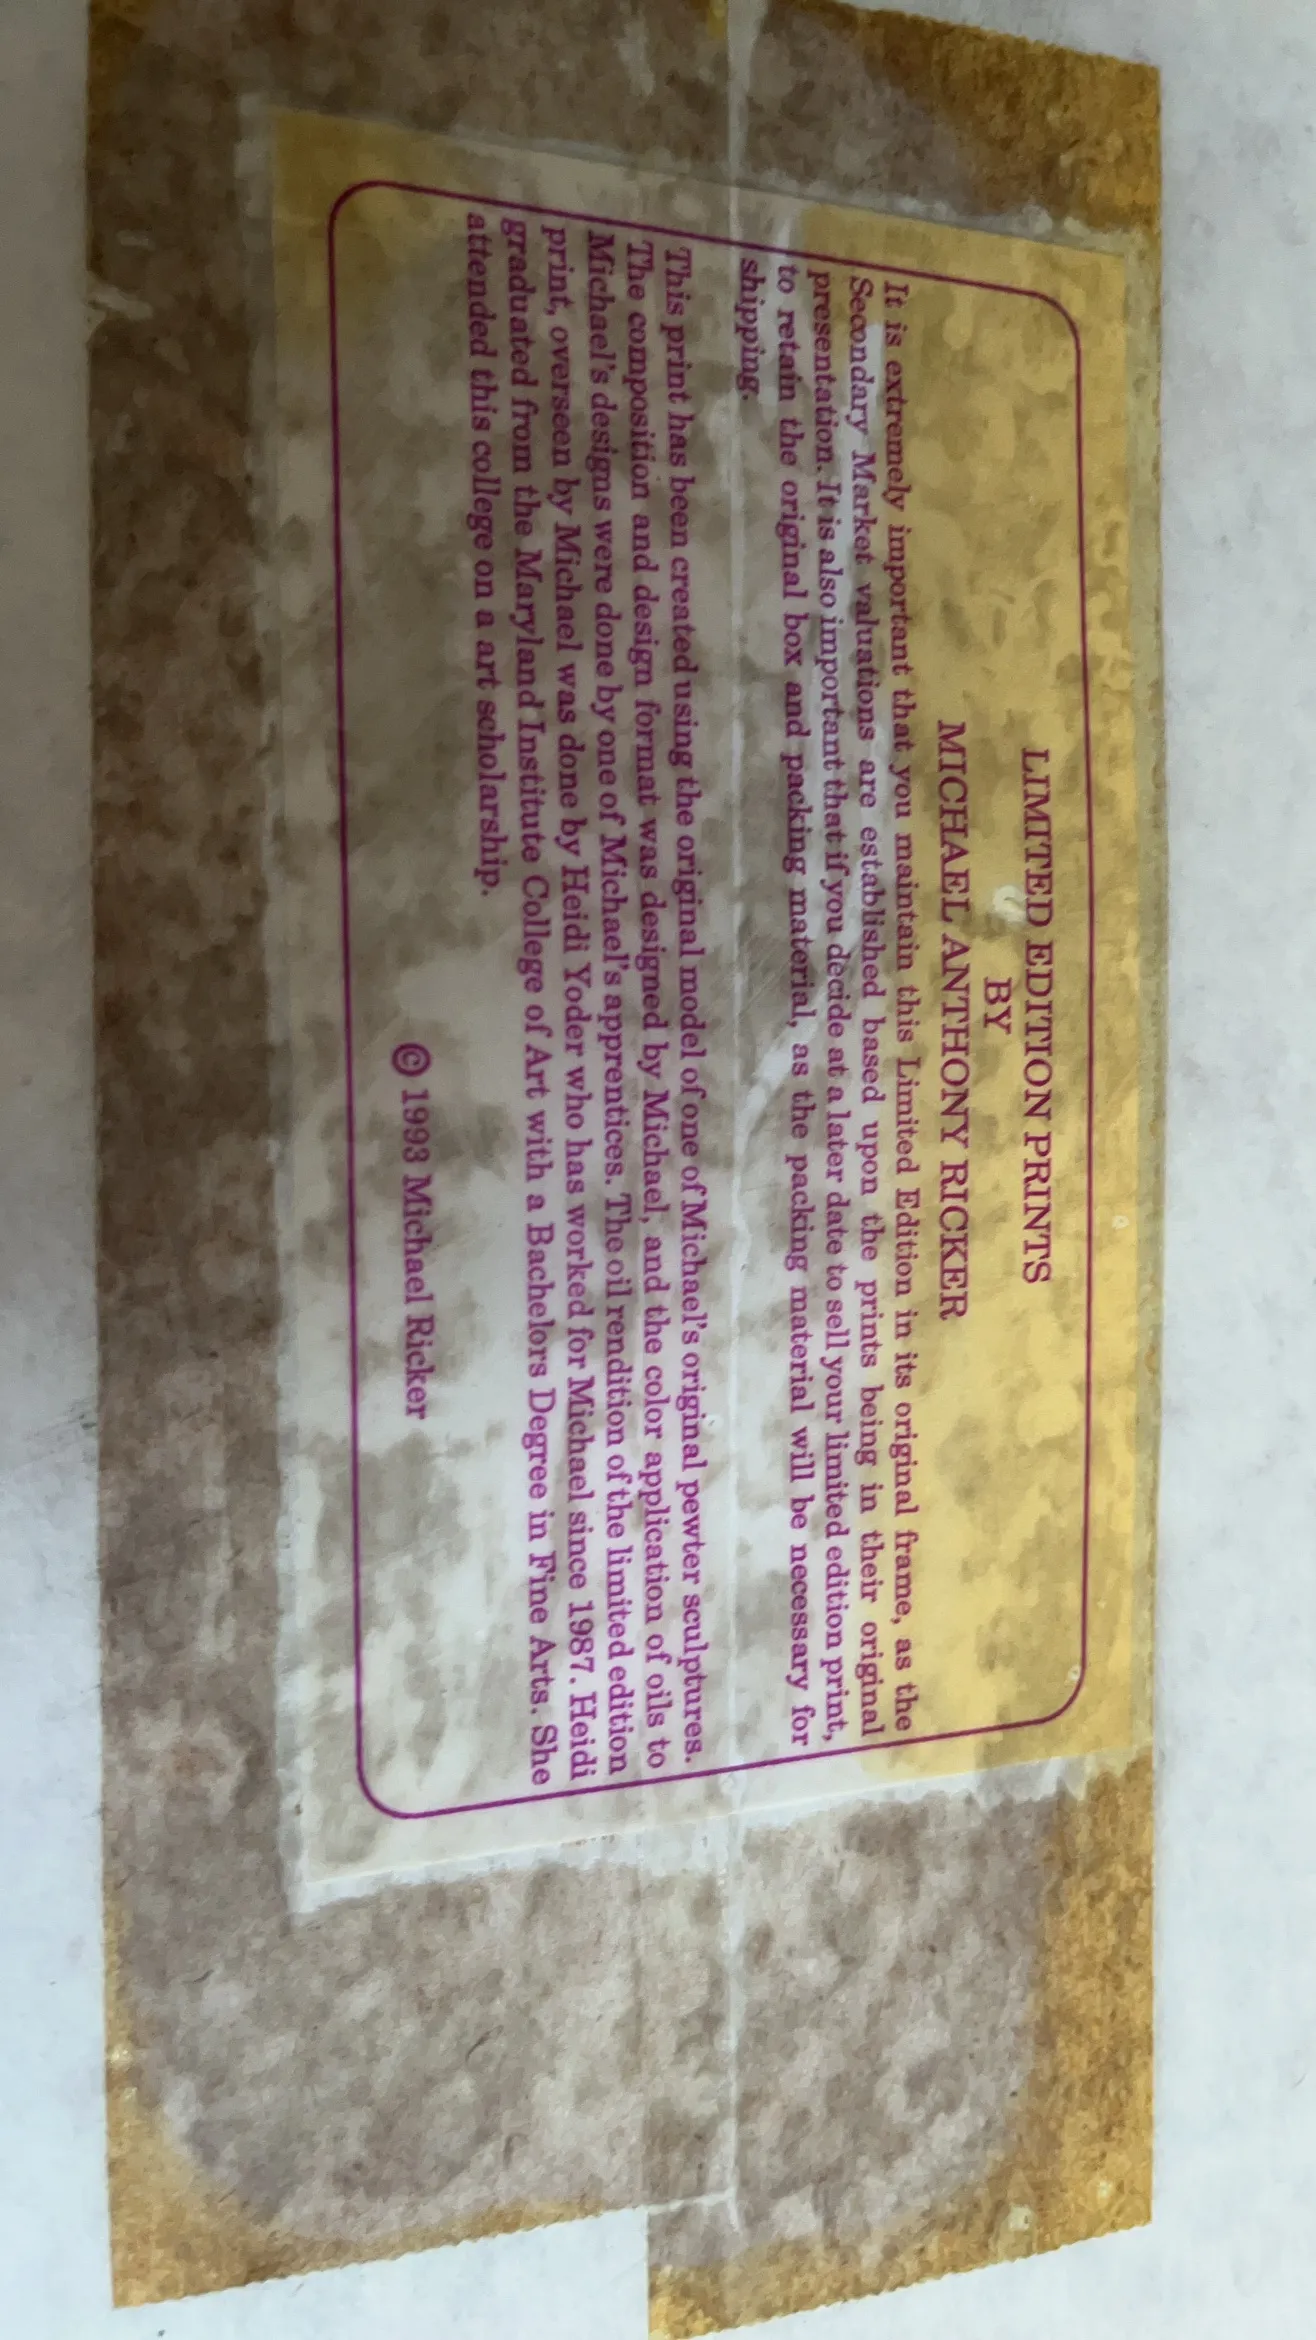 LIMITED EDITION PRINTS
BY
MICHAEL ANTHONY RICKER
It is extremely important that you maintain this Limited Edition in its original frame, as the
Secondary Market valuations are established based upon the prints being in their original
presentation. It is also important that if you decide at a later date to sell your limited edition print,
to retain the original box and packing material, as the packing material will be necessary for
shipping.
This print has been created using the original model of one of Michael's original pewter sculptures.
The composition and design format was designed by Michael, and the color application of oils to
Michael's designs were done by one of Michael's apprentices. The oil rendition of the limited edition
print, overseen by Michael was done by Heidi Yoder who has worked for Michael since 1987. Heidi
graduated from the Maryland Institute College of Art with a Bachelors Degree in Fine Arts. She
attended this college on a art scholarship.
© 1993 Michael Ricker